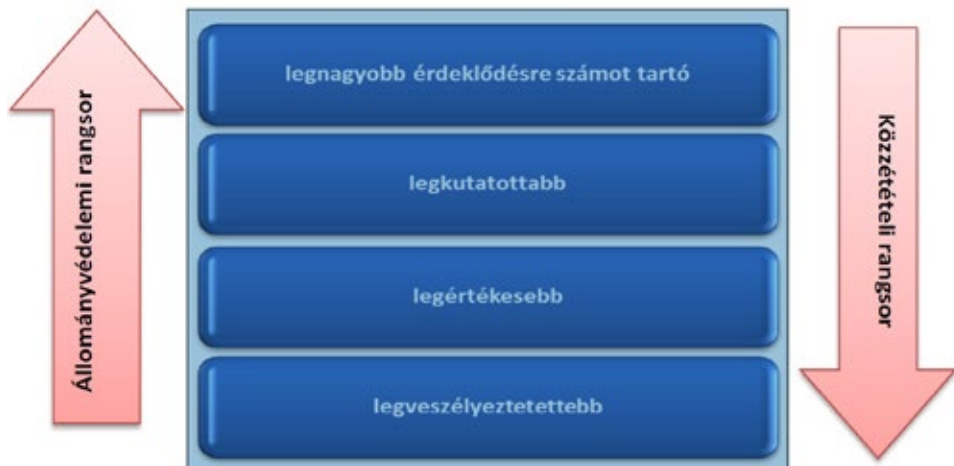 Állományvédelemi rangsor
legnagyobb érdeklődésre számot tartó
legkutatottabb
legértékesebb
legveszélyeztetettebb
Közzétételi rangsor